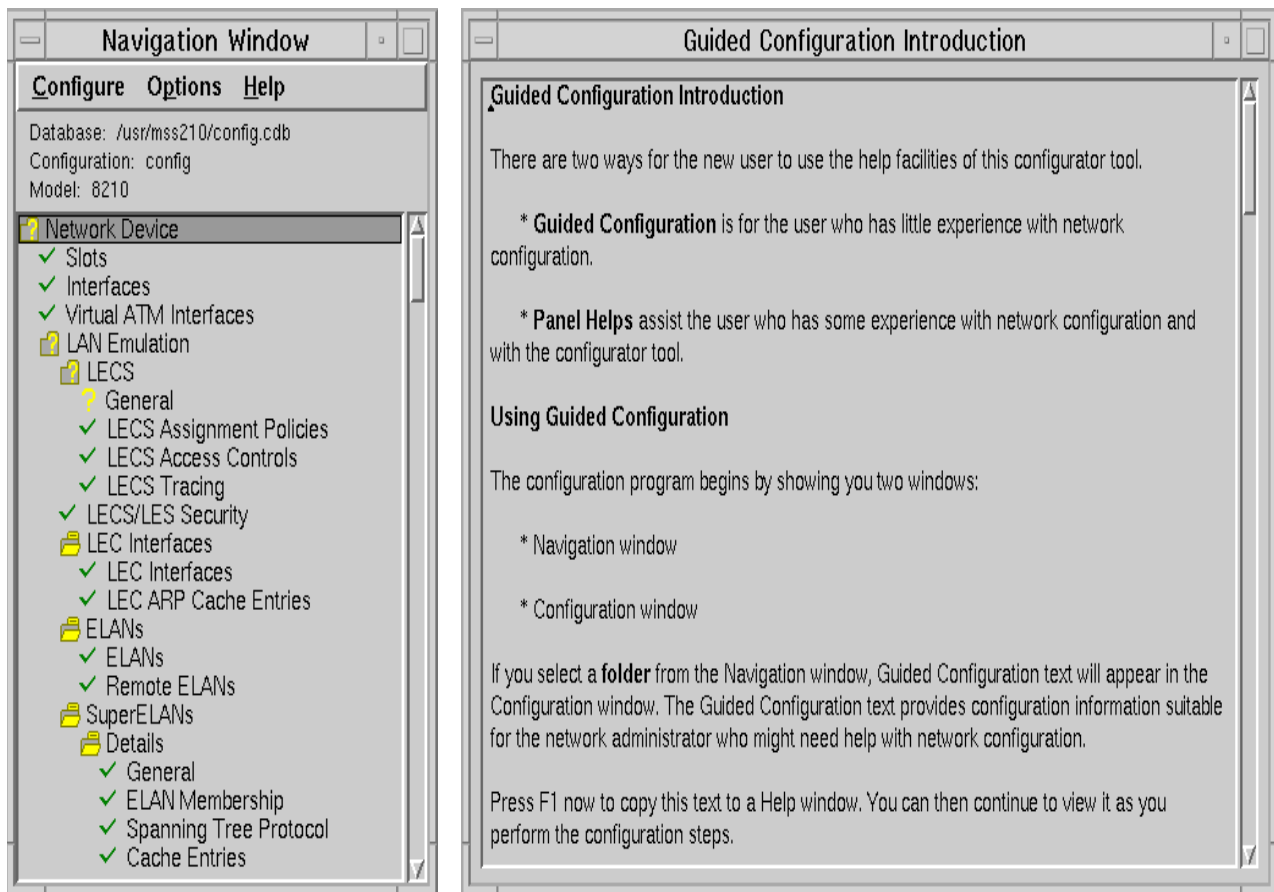 Navigation Window
Configure Options Help
Database: /usr/mss210/config.cdb
Configuration: config
Model: 8210
Network Device
Slots
Interfaces
Virtual ATM Interfaces
LAN Emulation
LECS
General
LECS Assignment Policies
LECS Access Controls
LECS Tracing
LECS/LES Security
LEC Interfaces
LEC Interfaces
LEC ARP Cache Entries
ELANs
ELANs
Remote ELANs
SuperELANs
Details
General
ELAN Membership
Spanning Tree Protocol
Cache Entries
Guided Configuration Introduction
Guided Configuration Introduction
There are two ways for the new user to use the help facilities of this configurator tool.
* Guided Configuration is for the user who has little experience with network
configuration.
* Panel Helps assist the user who has some experience with network configuration and
with the configurator tool.
Using Guided Configuration
The configuration program begins by showing you two windows:
* Navigation window
* Configuration window
If you select a folder from the Navigation window, Guided Configuration text will appear in the
Configuration window. The Guided Configuration text provides configuration information suitable
for the network administrator who might need help with network configuration.
Press F1 now to copy this text to a Help window. You can then continue to view it as you
perform the configuration steps.